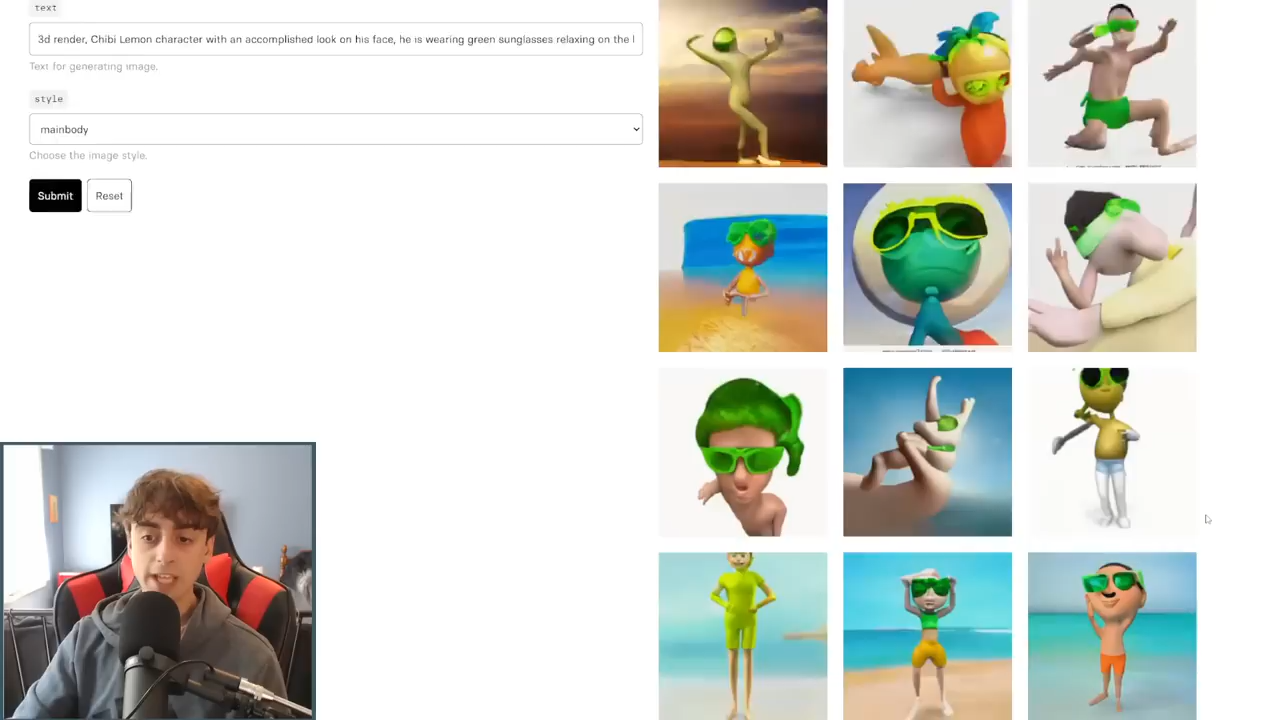 text
3d render, Chibi Lemon character with an accomplished look on his face, he is wearing green sunglasses relaxing on the
Text for generating image.
style
mainbody
Choose the image style.
Submit
Reset